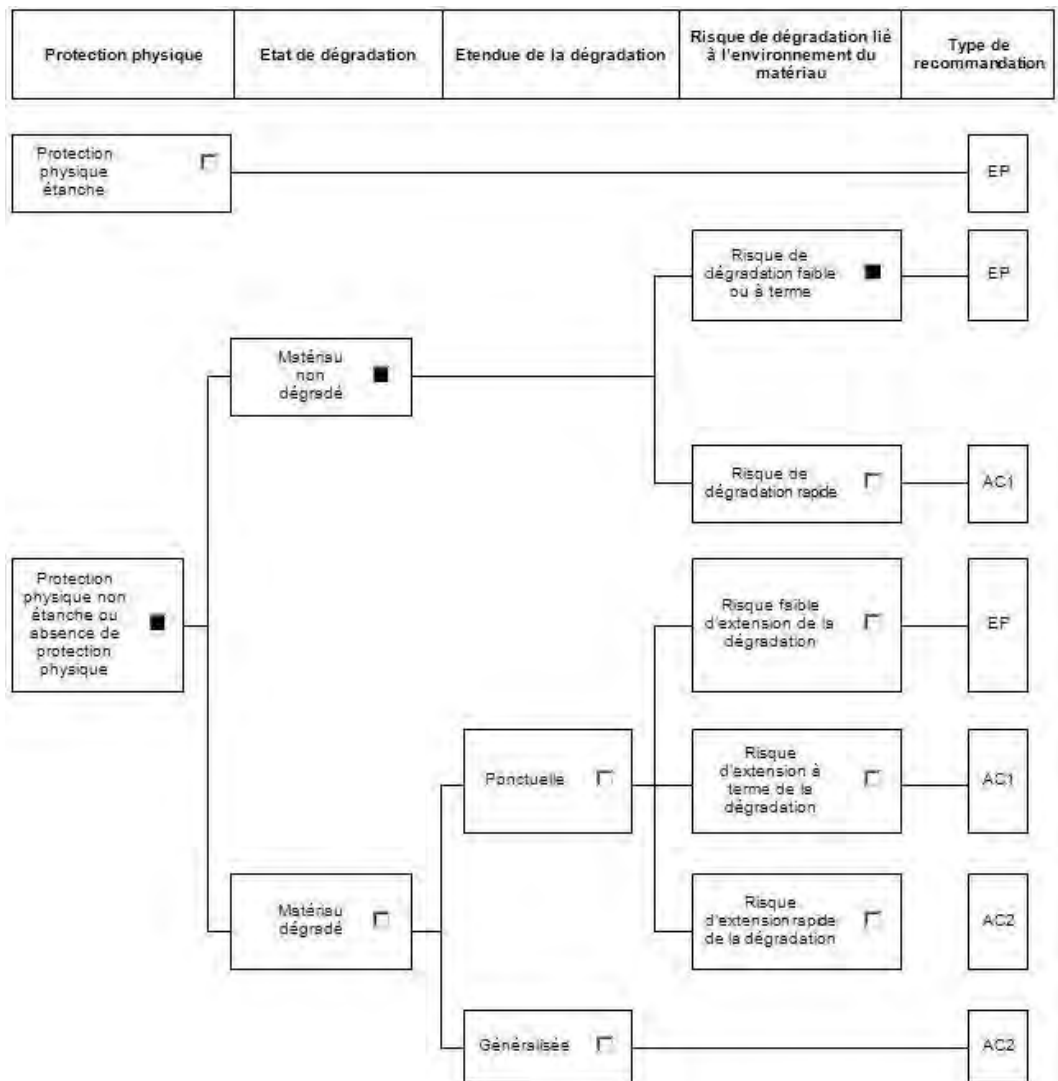 Protection physique
Etat de dégradation
Etendue de la dégradation
Risque de dégradation lié
à l'environnement du
matériau
Type de
recommandation
Protection
physique
étanche
EP
Risque de
dégradation faible
ou à terme
EP
Matériau
non
dégradé
Risque de
dégradation rapide
AC1
Protection
physique non
étanche ou
absence de
protection
physique
Risque faible
d'extension de la
dégradation
EP
Ponctuelle
Risque
d'extension à
terme de la
dégradation
AC1
Matériau
dégradé
Risque
d'extension rapide
de la dégradation
AC2
Généralisée
AC2